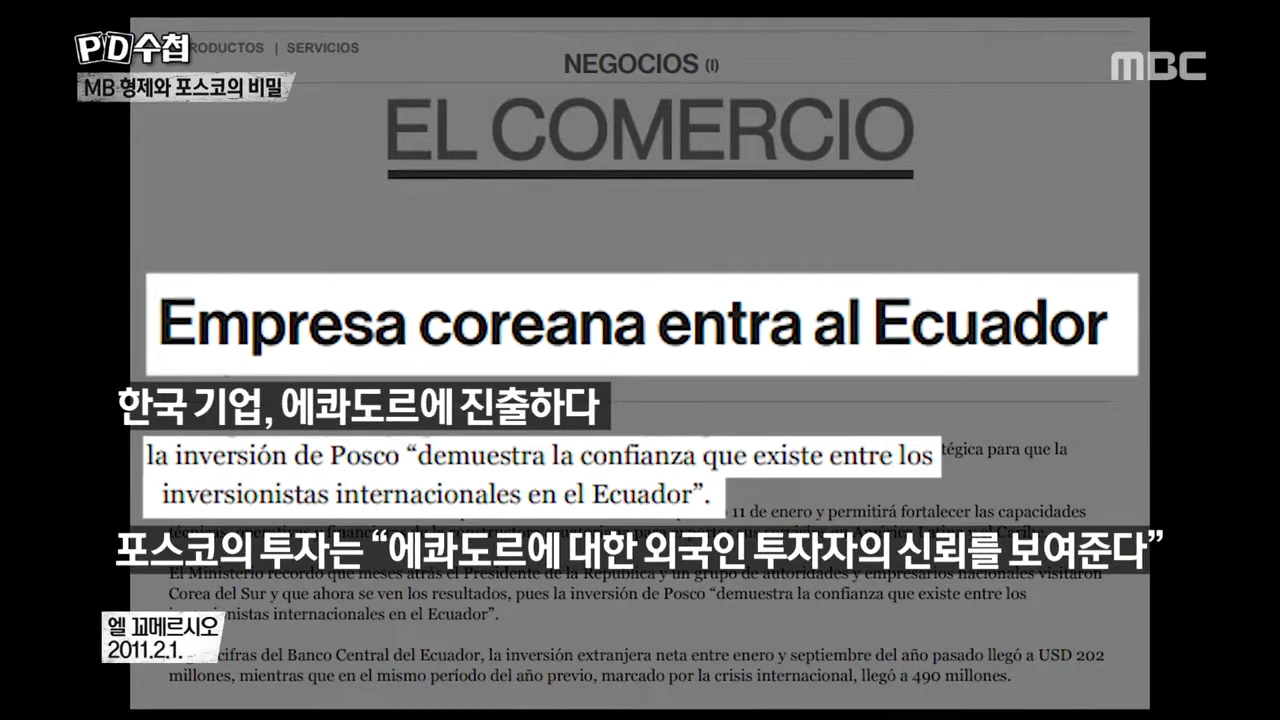 PD수첩
RODUCTOS | SERVICIOS
NEGOCIOS (I)
MBC
MB 형제와 포스코의 비밀
EL COMERCIO
Empresa coreana entra al Ecuador
한국 기업, 에콰도르에 진출하다
la inversión de Posco “demuestra la confianza que existe entre los
tégica para que la
inversionistas internacionales en el Ecuador”.
11 de enero y permitirá fortalecer las capacidades
포스코의 투자는 “에콰도르에 대한 외국인 투자자의 신뢰를 보여준다”
El Ministerio recordó que meses atrás el Presidente de la República y un grupo de autoridades y empresarios nacionales visitaron
Corea del Sur y que ahora se ven los resultados, pues la inversión de Posco “demuestra la confianza que existe entre los
nistas internacionales en el Ecuador”.
엘 꼬메르시오
2011.2.1.
cifras del Banco Central del Ecuador, la inversión extranjera neta entre enero y septiembre del año pasado llegó a USD 202
millones, mientras que en el mismo período del año previo, marcado por la crisis internacional, llegó a 490 millones.